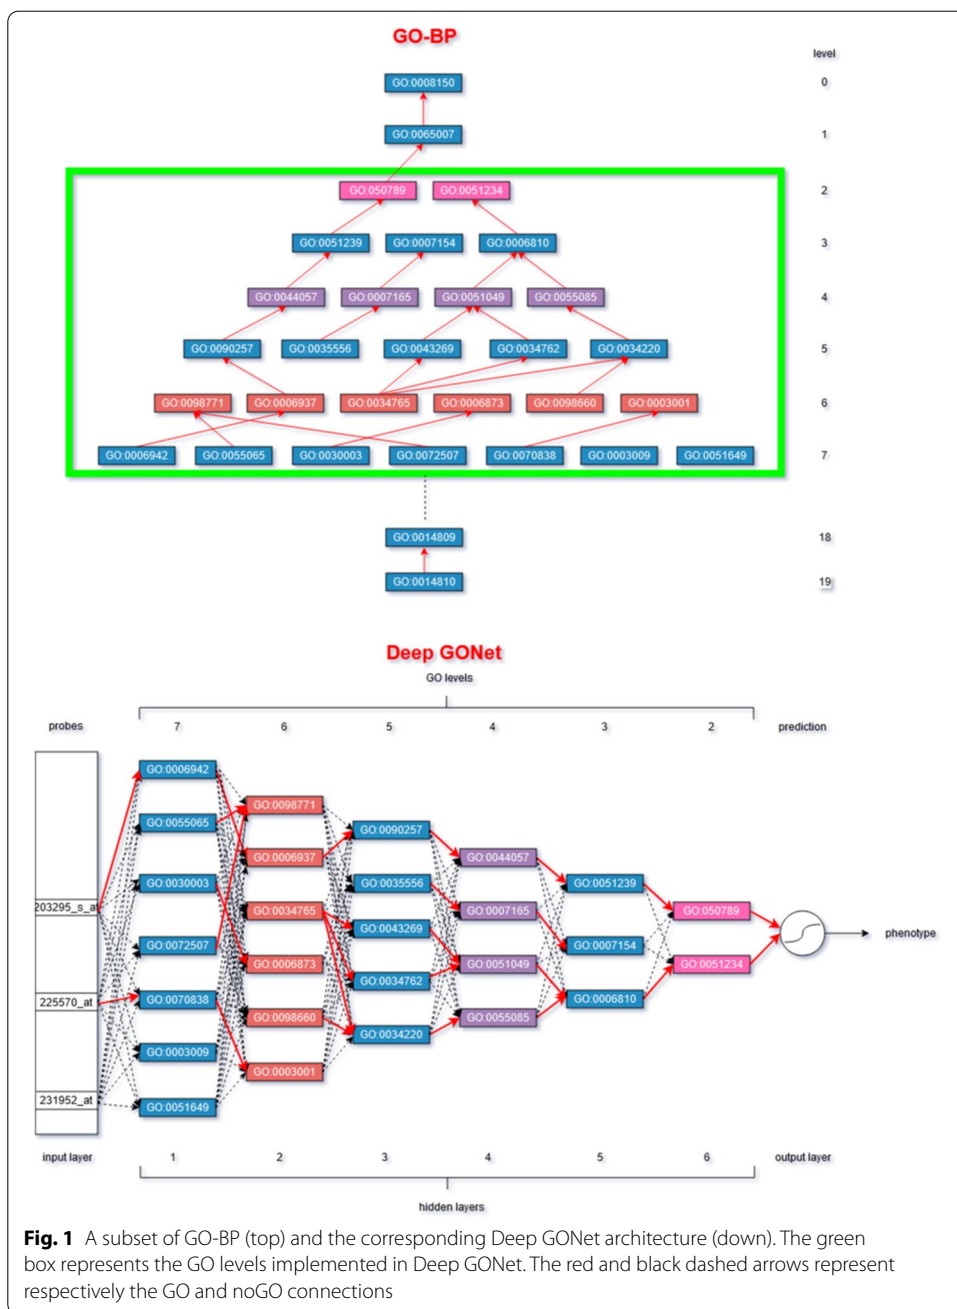 GO-BP
level
GO:0008150 0
GO:0065007 1
GO:050789 GO:0051234 2
GO:0051239 GO:0007154 GO:0006810 3
GO:0044057 GO:0007165 GO:0051049 GO:0055085 4
GO:0090257 GO:0035556 GO:0043269 GO:0034762 GO:0034220 5
GO:0098771 GO:0006937 GO:0034765 GO:0006873 GO:0098660 GO:0003001 6
GO:0006942 GO:0055065 GO:0030003 GO:0072507 GO:0070838 GO:0003009 GO:0051649 7
GO:0014809 18
GO:0014810 19
Deep GONet
GO levels
probes 7 6 5 4 3 2 prediction
GO:0006942
GO:0098771
GO:0055065
GO:0090257
GO:0006937
GO:0044057
GO:0030003
GO:0035556
GO:0051239
203295_s_at
GO:0034765
GO:0007165
GO:050789
GO:0043269
phenotype
GO:0072507
GO:0007154
GO:0006873
GO:0051049
GO:0051234
GO:0034762
225570_at
GO:0070838
GO:0006810
GO:0098660
GO:0055085
GO:0034220
GO:0003009
GO:0003001
231952_at
GO:0051649
input layer 1 2 3 4 5 6 output layer
hidden layers
Fig. 1 A subset of GO-BP (top) and the corresponding Deep GONet architecture (down). The green
box represents the GO levels implemented in Deep GONet. The red and black dashed arrows represent
respectively the GO and noGO connections